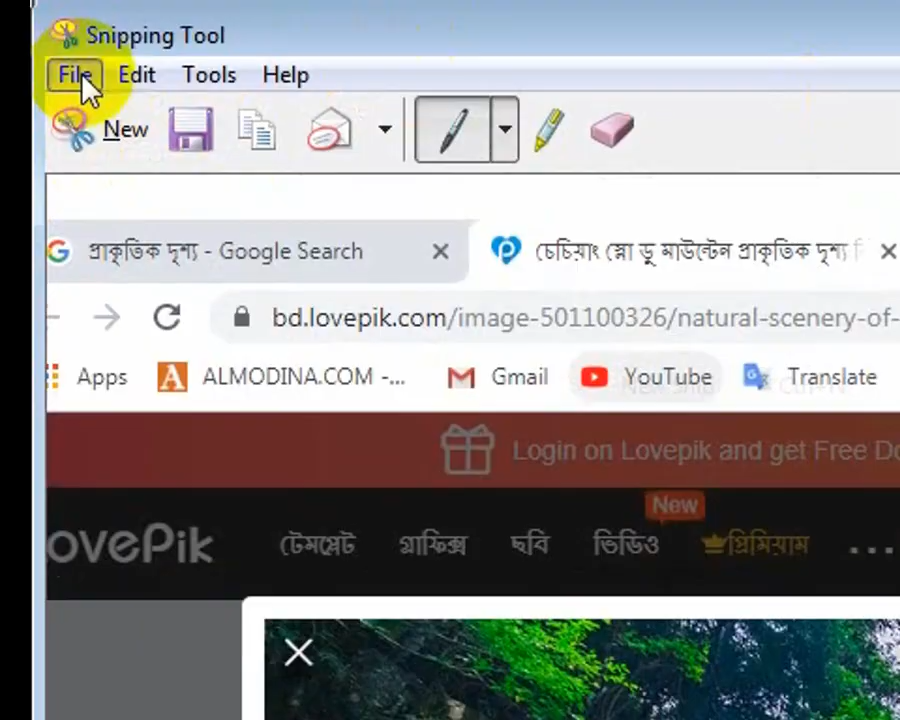 Snipping Tool
File Edit Tools Help
New
প্রাকৃতিক দৃশ্য - Google Search
চেচিয়াং স্নো ডু মাউন্টেন প্রাকৃতিক দৃশ্য
bd.lovepik.com/image-501100326/natural-scenery-of-
Apps ALMODINA.COM -... Gmail YouTube Translate
Login on Lovepik and get Free Do
New
ovePik টেমপ্লেট গ্রাফিক্স ছবি ভিডিও প্রিমিয়াম ...